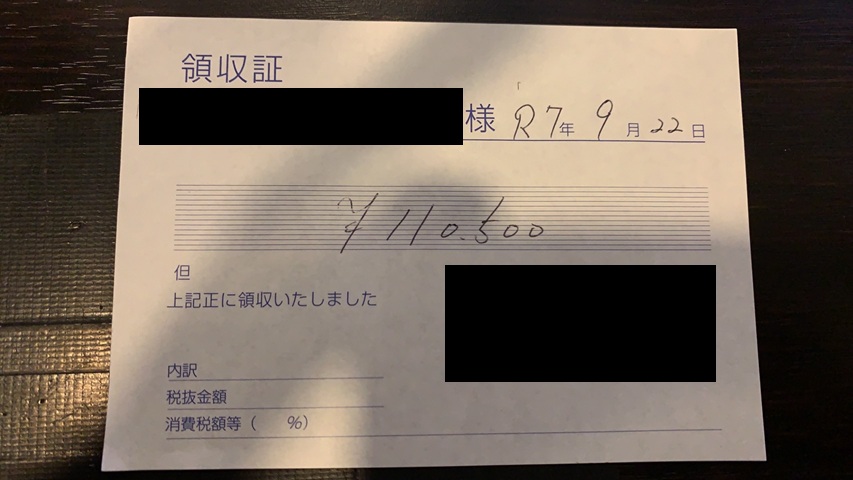 領収証
様 R7年 9月22日
¥110.500
但
上記正に領収いたしました
内訳
税抜金額
消費税額等（ %）